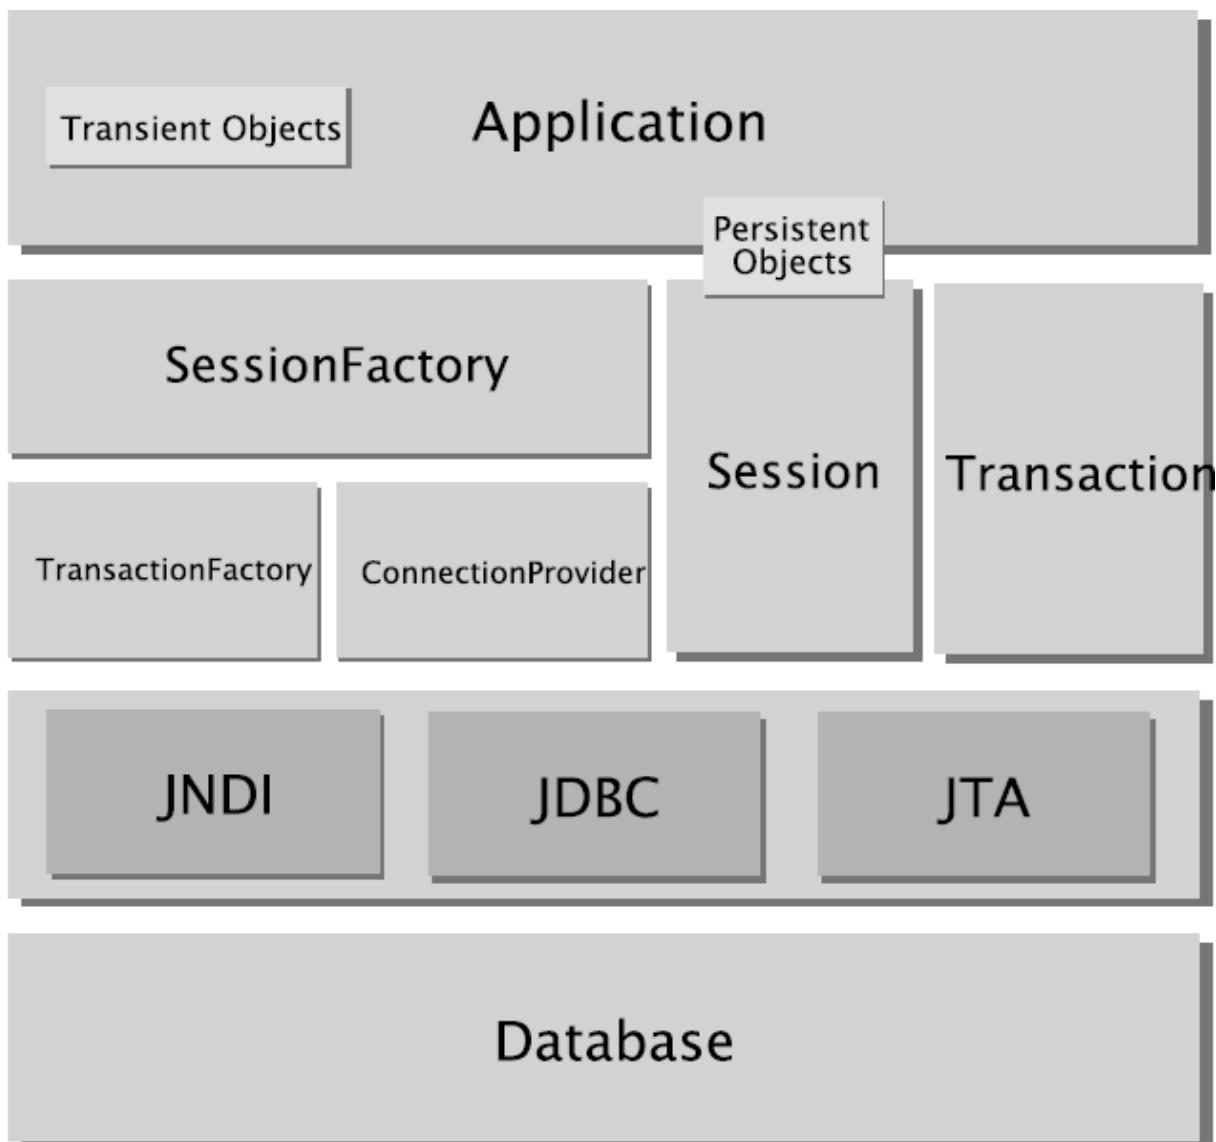 Transient Objects
Application
Persistent
Objects
SessionFactory
Session
Transaction
TransactionFactory
ConnectionProvider
JNDI
JDBC
JTA
Database